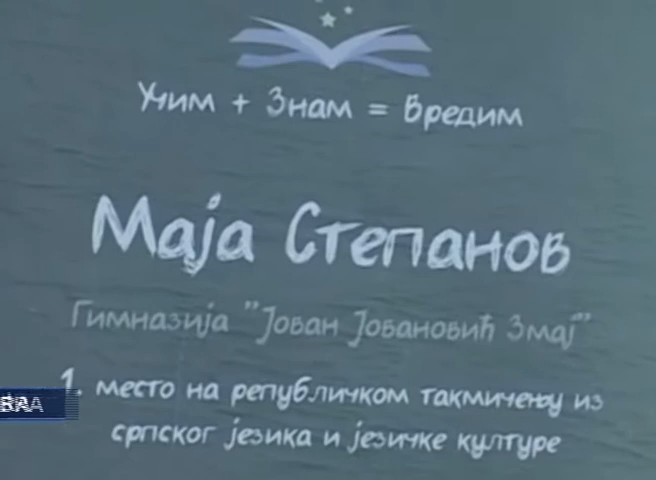 Учим + Знам = Вредим
Маја Степанов
Гимназија "Јован Јовановић Змај"
1. место на републичком такмичењу из
српског језика и језичке културе